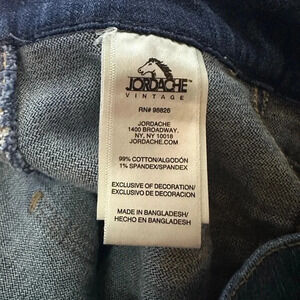 JORDACHE
VINTAGE
RN# 98826
JORDACHE
1400 BROADWAY,
NY, NY 10018
JORDACHE.COM
99% COTTON/ALGODÓN
1% SPANDEX/SPANDEX
EXCLUSIVE OF DECORATION/
EXCLUSIVO DE DECORACION
MADE IN BANGLADESH/
HECHO EN BANGLADESH